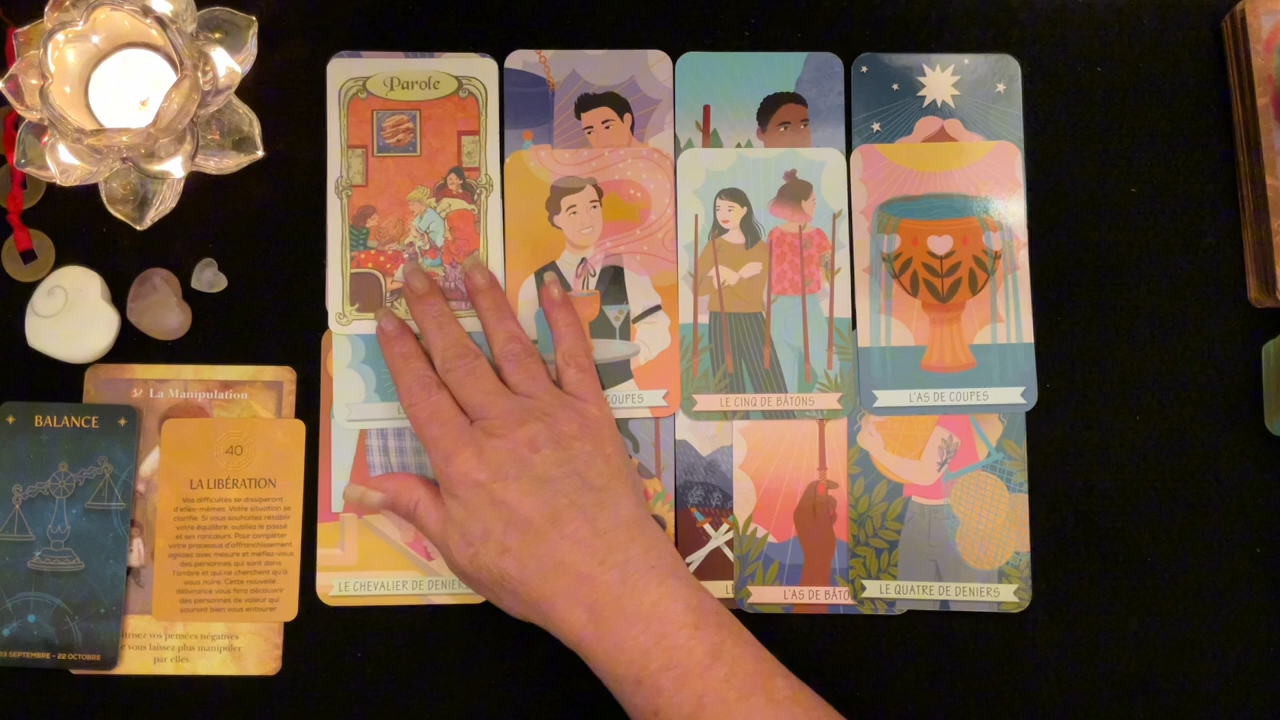 Parole
COUPES
LE CINQ DE BÂTONS
L'AS DE COUPES
LE CHEVALIER DE DENIER
L'AS DE BÂTO
LE QUATRE DE DENIERS
La Manipulation
BALANCE
23 SEPTEMBRE - 22 OCTOBRE
40
LA LIBÉRATION
Vos difficultés se dissiperont
d'elles-mêmes. Votre situation se
clarifie. Si vous souhaitez rétablir
votre équilibre, oubliez le passé
et ses rancœurs. Pour compléter
votre processus d'affranchissement
agissez avec mesure et méfiez-vous
des personnes qui sont dans
l'ombre et qui ne cherchent qu'à
vous nuire. Cette nouvelle
délivrance vous fera découvrir
des personnes de valeur qui
sauront bien vous entourer
trisez vos pensées négatives
e vous laissez plus manipuler
par elles.